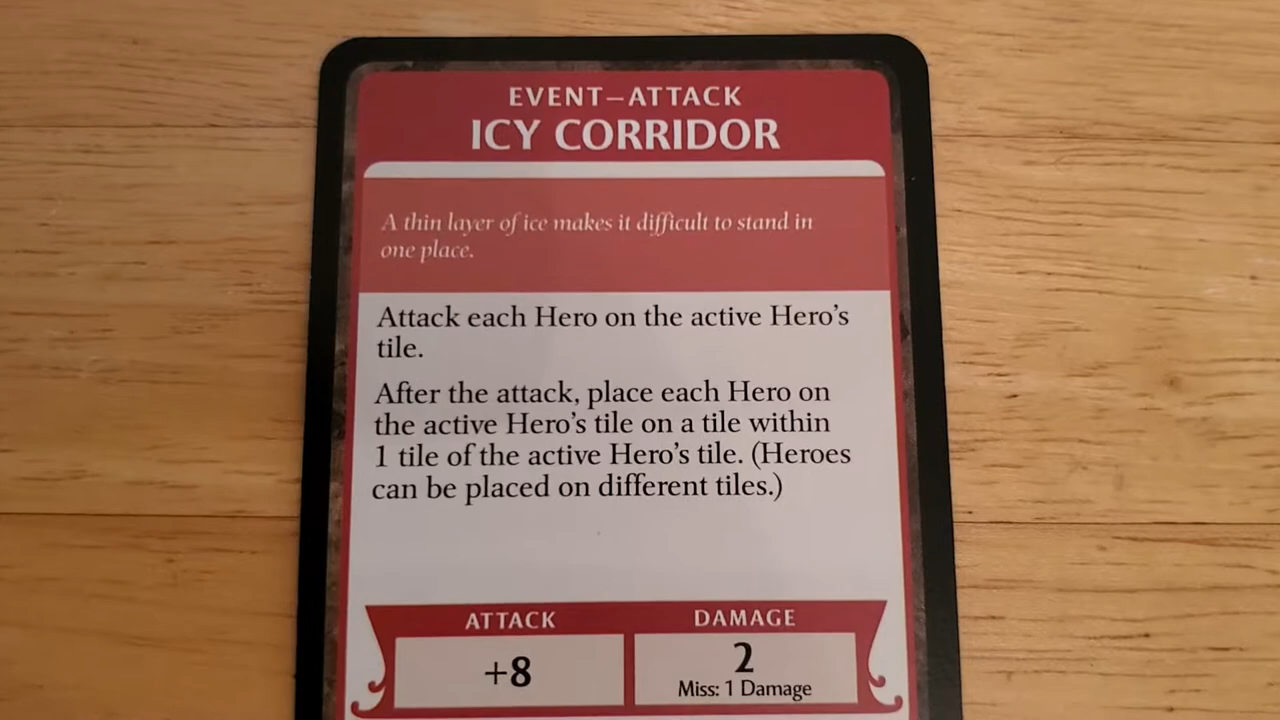 EVENT–ATTACK
ICY CORRIDOR
A thin layer of ice makes it difficult to stand in
one place.
Attack each Hero on the active Hero's
tile.
After the attack, place each Hero on
the active Hero's tile on a tile within
1 tile of the active Hero's tile. (Heroes
can be placed on different tiles.)
ATTACK
DAMAGE
+8
2
Miss: 1 Damage